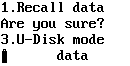 1.Recall data
Are you sure?
3.U-Disk mode
data